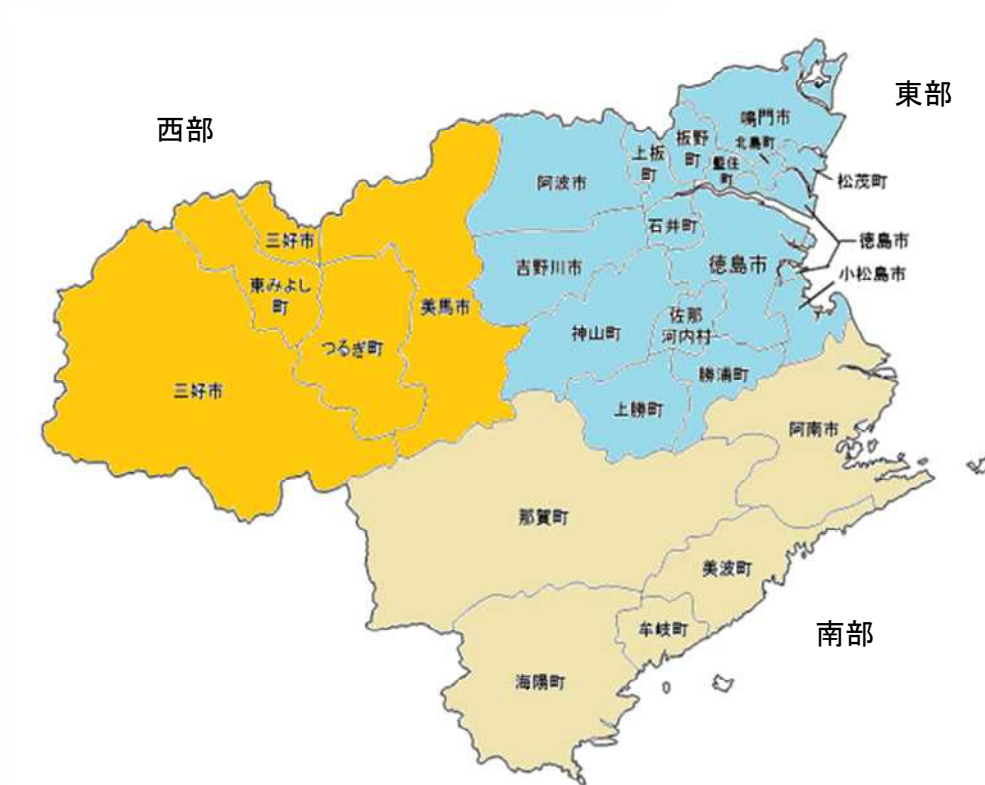 東部
西部
鳴門市
板野
町
北島町
上板
町
藍住
町
阿波市
松茂町
石井町
徳島市
三好市
吉野川市
徳島市
小松島市
東みよし
町
美馬市
佐那
河内村
神山町
つるぎ町
勝浦町
三好市
上勝町
阿南市
那賀町
美波町
牟岐町
南部
海陽町